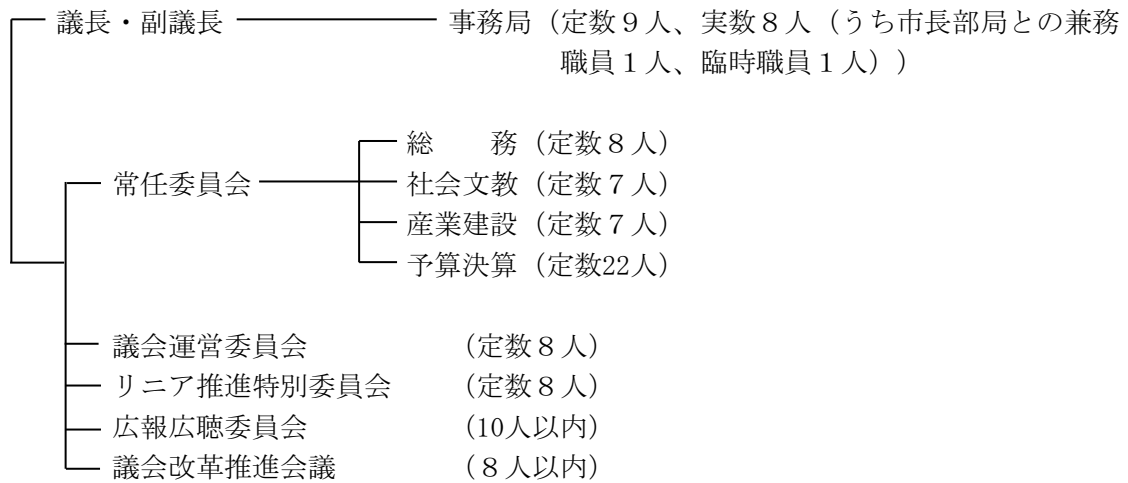 議長・副議長 事務局（定数９人、実数８人（うち市長部局との兼務
職員１人、臨時職員１人））
総　　務（定数８人）
常任委員会 社会文教（定数７人）
産業建設（定数７人）
予算決算（定数22人）
議会運営委員会 （定数８人）
リニア推進特別委員会 （定数８人）
広報広聴委員会 （10人以内）
議会改革推進会議 （８人以内）